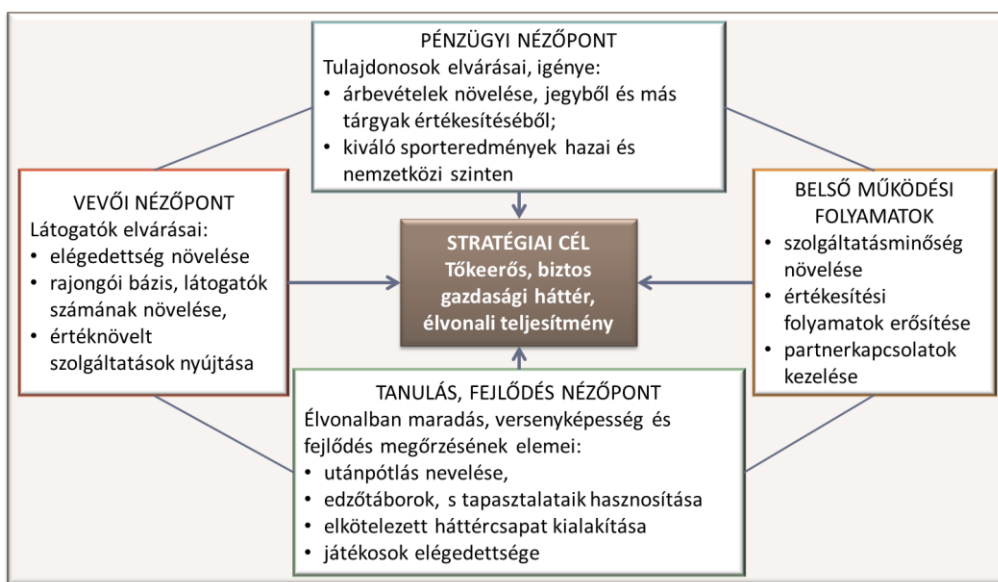 PÉNZÜGYI NÉZŐPONT
Tulajdonosok elvárásai, igénye:
• árbevételek növelése, jegyből és más
tárgyak értékesítéséből;
• kiváló sporteredmények hazai és
nemzetközi szinten
VEVŐI NÉZŐPONT
Látogatók elvárásai:
• elégedettség növelése
• rajongói bázis, látogatók
számának növelése,
• értéknövelt
szolgáltatások nyújtása
STRATÉGIAI CÉL
Tőkeerős, biztos
gazdasági háttér,
élvonali teljesítmény
BELSŐ MŰKÖDÉSI
FOLYAMATOK
• szolgáltatásminőség
növelése
• értékesítési
folyamatok erősítése
• partnerkapcsolatok
kezelése
TANULÁS, FEJLŐDÉS NÉZŐPONT
Élvonalban maradás, versenyképesség és
fejlődés megőrzésének elemei:
• utánpótlás nevelése,
• edzőtáborok, s tapasztalataik hasznosítása
• elkötelezett háttércsapat kialakítása
• játékosok elégedettsége